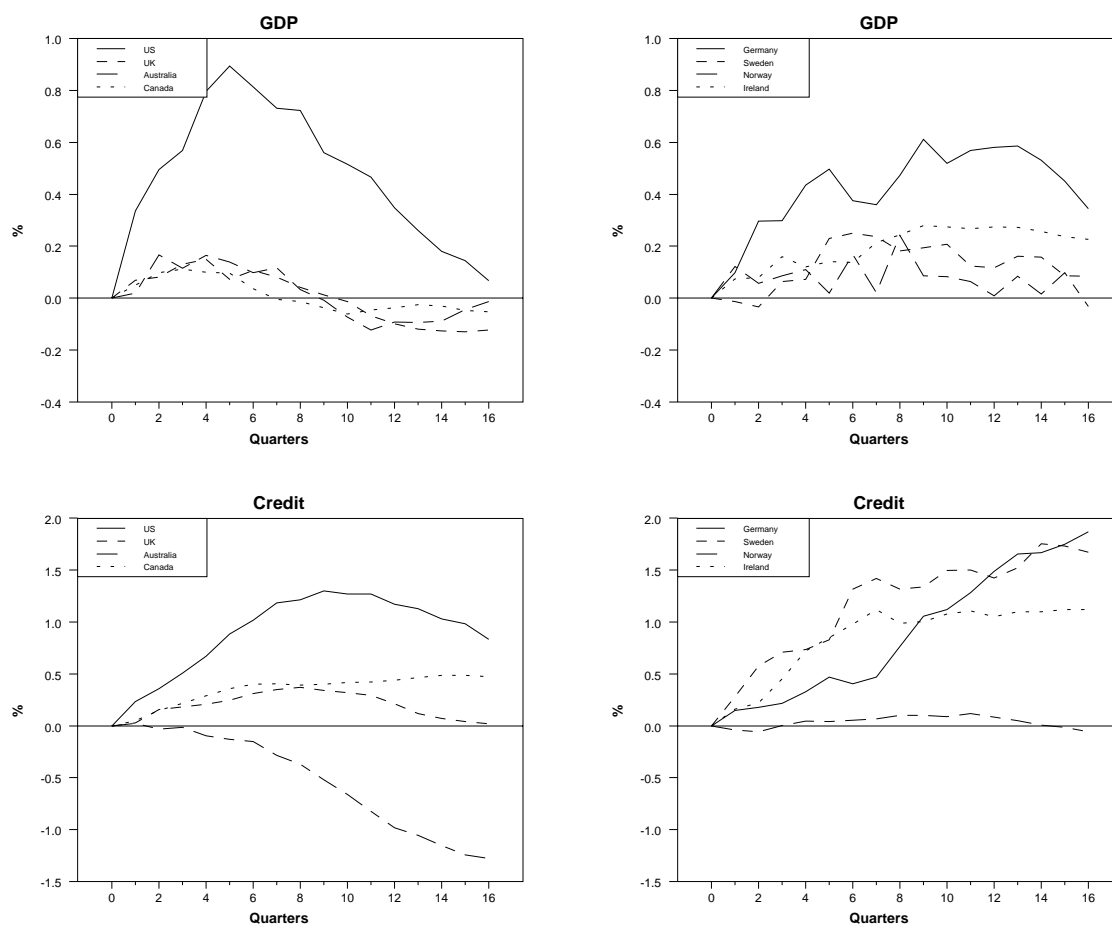 GDP
US
UK
Australia
Canada
1.0
0.8
0.6
0.4
0.2
0.0
-0.2
-0.4
%
0 2 4 6 8 10 12 14 16
Quarters
GDP
Germany
Sweden
Norway
Ireland
1.0
0.8
0.6
0.4
0.2
0.0
-0.2
-0.4
%
0 2 4 6 8 10 12 14 16
Quarters
Credit
US
UK
Australia
Canada
2.0
1.5
1.0
0.5
0.0
-0.5
-1.0
-1.5
%
0 2 4 6 8 10 12 14 16
Quarters
Credit
Germany
Sweden
Norway
Ireland
2.0
1.5
1.0
0.5
0.0
-0.5
-1.0
-1.5
%
0 2 4 6 8 10 12 14 16
Quarters